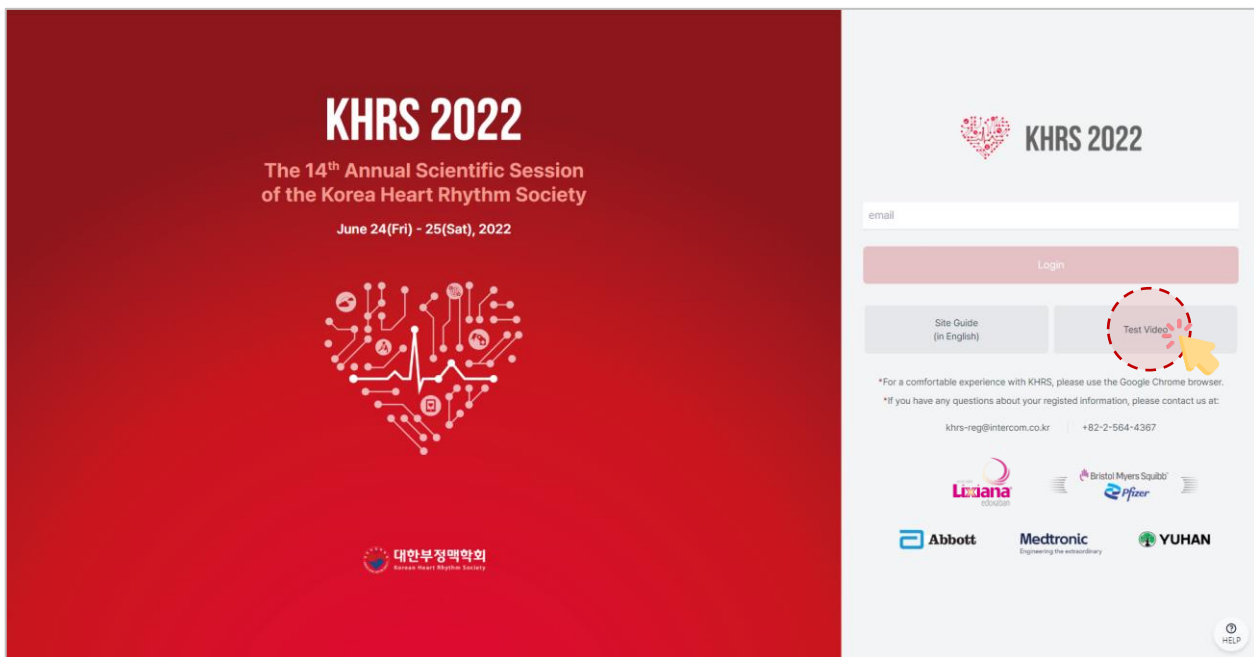 KHRS 2022
The 14th Annual Scientific Session
of the Korea Heart Rhythm Society
June 24(Fri) - 25(Sat), 2022
대한부정맥학회
Korean Heart Rhythm Society
KHRS 2022
email
Login
Site Guide
(in English)
Test Video
*For a comfortable experience with KHRS, please use the Google Chrome browser.
*If you have any questions about your registed information, please contact us at:
khrs-reg@intercom.co.kr +82-2-564-4367
Lixiana
edoxaban
Bristol Myers Squibb
Pfizer
Abbott
Medtronic
Engineering the extraordinary
YUHAN
HELP